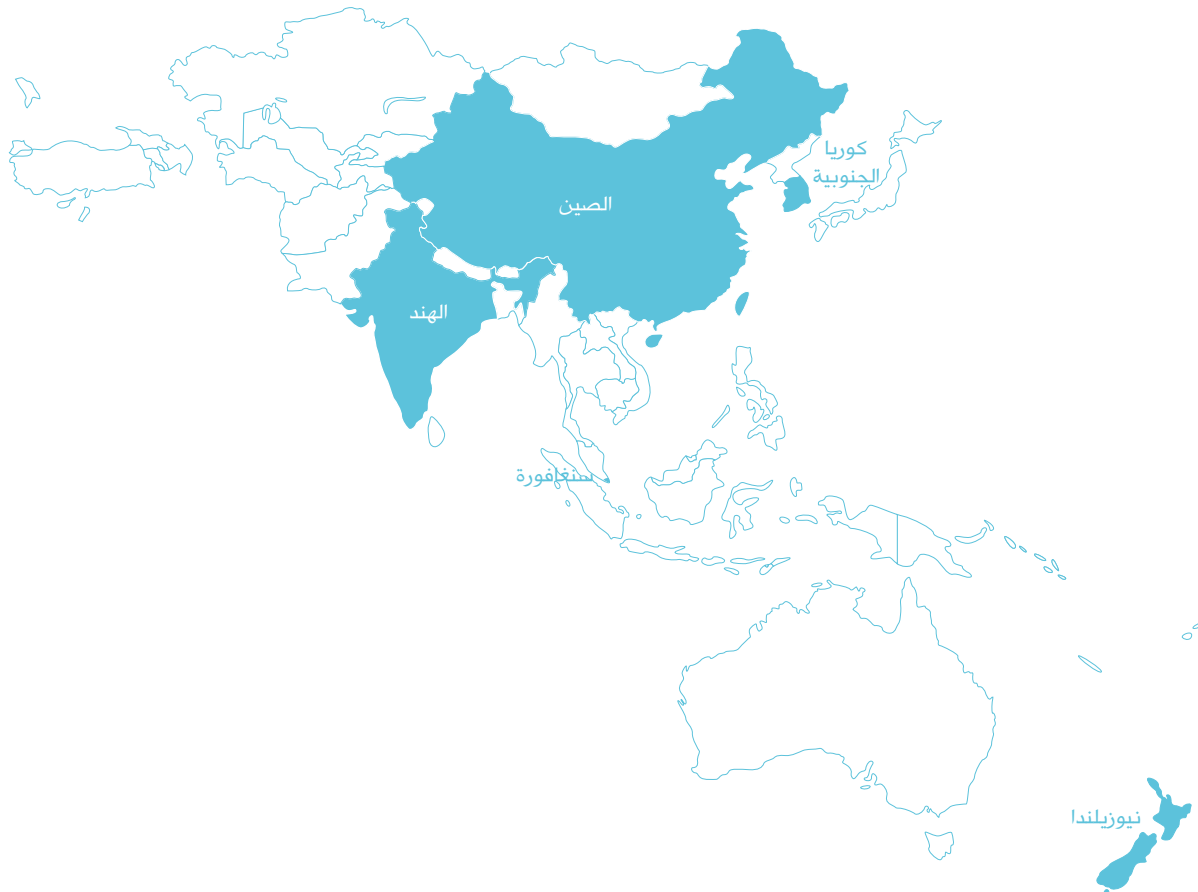 كوريا
الجنوبية
الصين
الهند
سنغافورة
نيوزيلندا